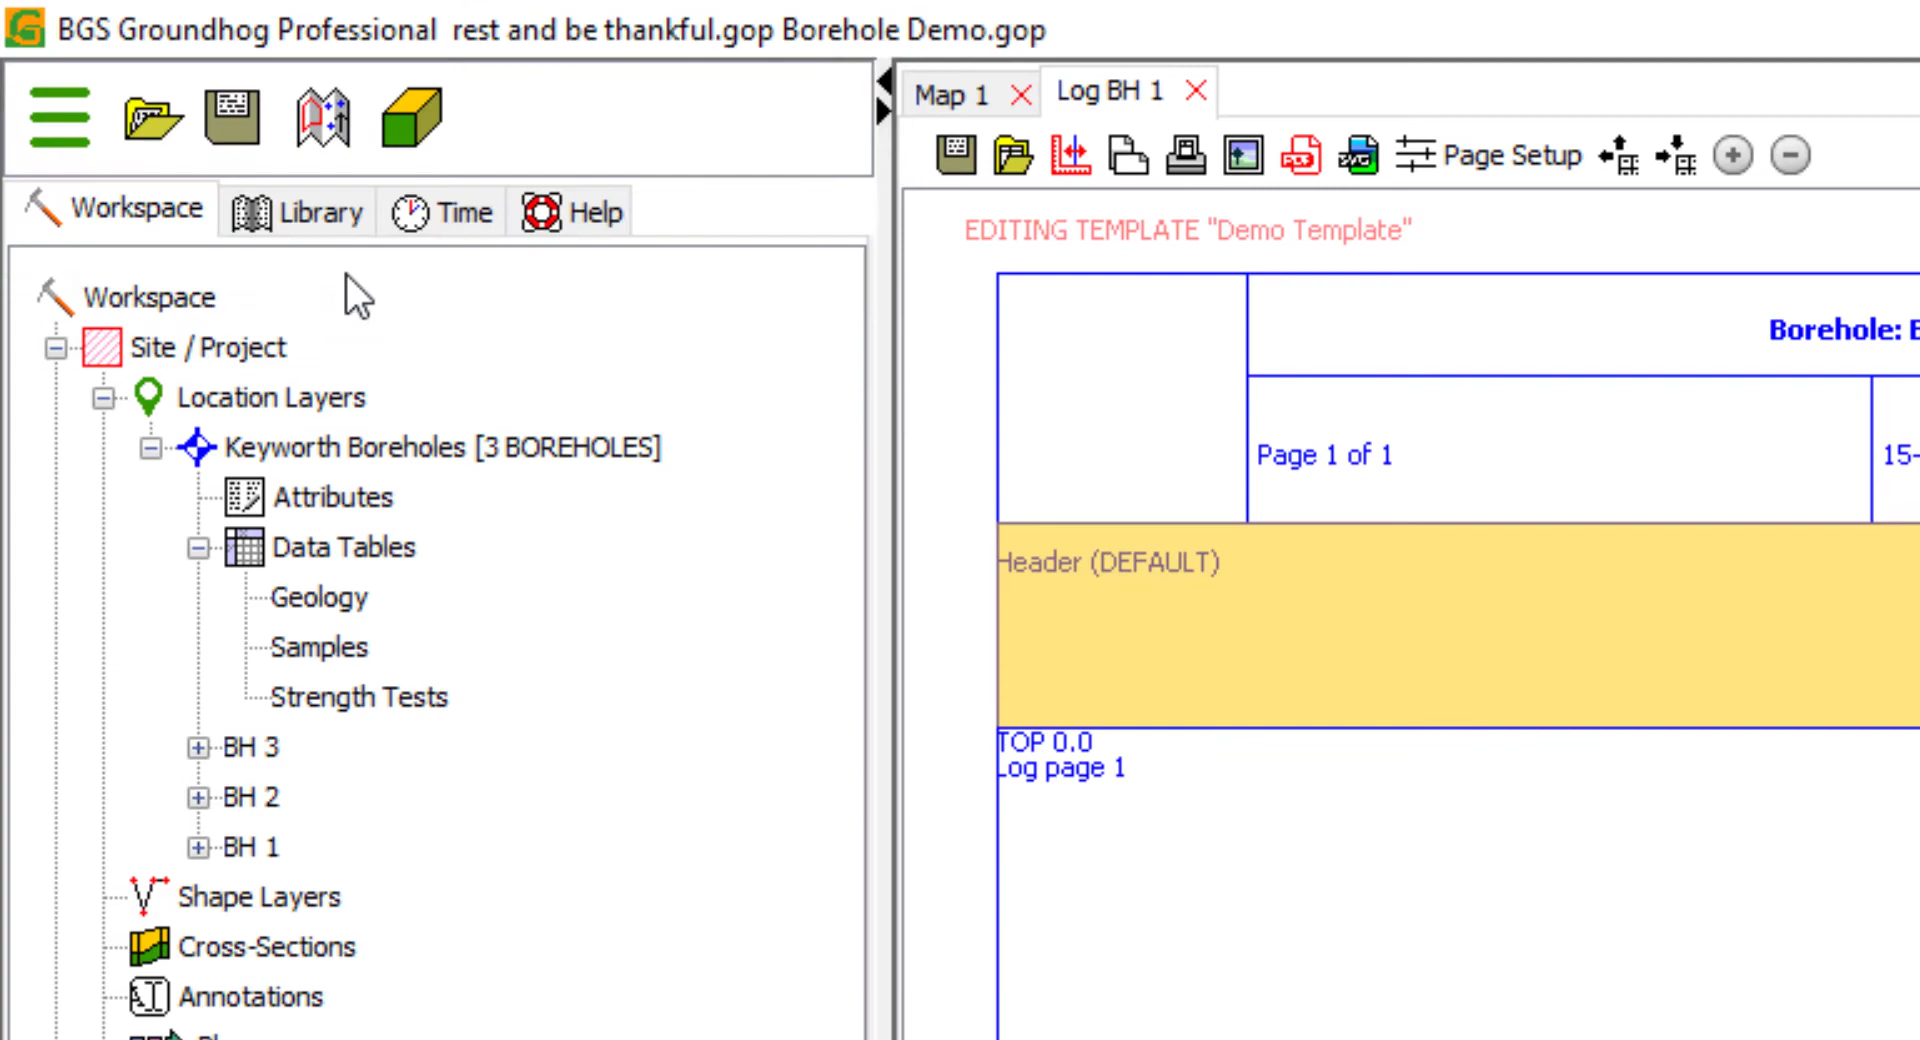 BGS Groundhog Professional rest and be thankful.gop Borehole Demo.gop
Map 1
Log BH 1
Page Setup
Workspace
Library
Time
Help
EDITING TEMPLATE "Demo Template"
Workspace
Site / Project
Location Layers
Keyworth Boreholes [3 BOREHOLES]
Attributes
Data Tables
Geology
Samples
Strength Tests
BH 3
BH 2
BH 1
Shape Layers
Cross-Sections
Annotations
Borehole:
Page 1 of 1
15-
Header (DEFAULT)
TOP 0.0
Log page 1